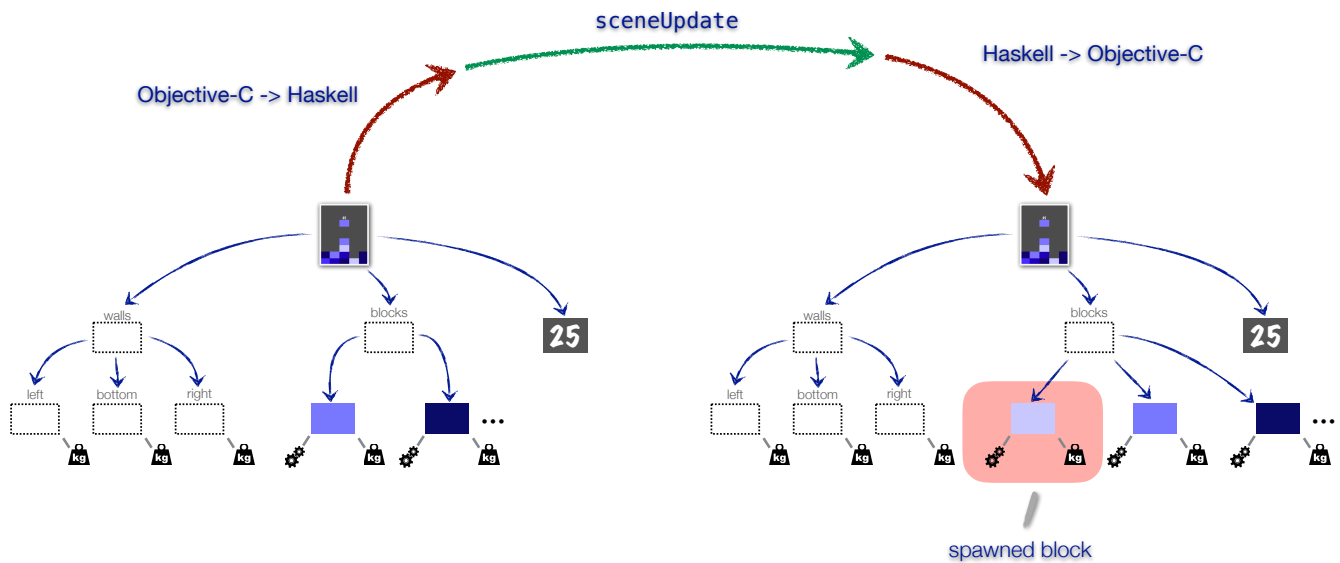 sceneUpdate
Objective-C -> Haskell
Haskell -> Objective-C
walls
blocks
25
left
bottom
right
...
kg
kg
kg
kg
kg
walls
blocks
25
left
bottom
right
...
kg
kg
kg
kg
kg
kg
spawned block